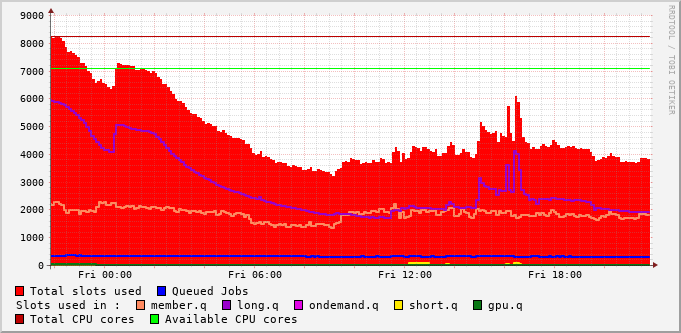 9000
8000
7000
6000
5000
4000
3000
2000
1000
0
Fri 00:00 Fri 06:00 Fri 12:00 Fri 18:00
Total slots used Queued Jobs
Slots used in : member.q long.q ondemand.q short.q gpu.q
Total CPU cores Available CPU cores
RRDTOOL / TOBI OETIKER